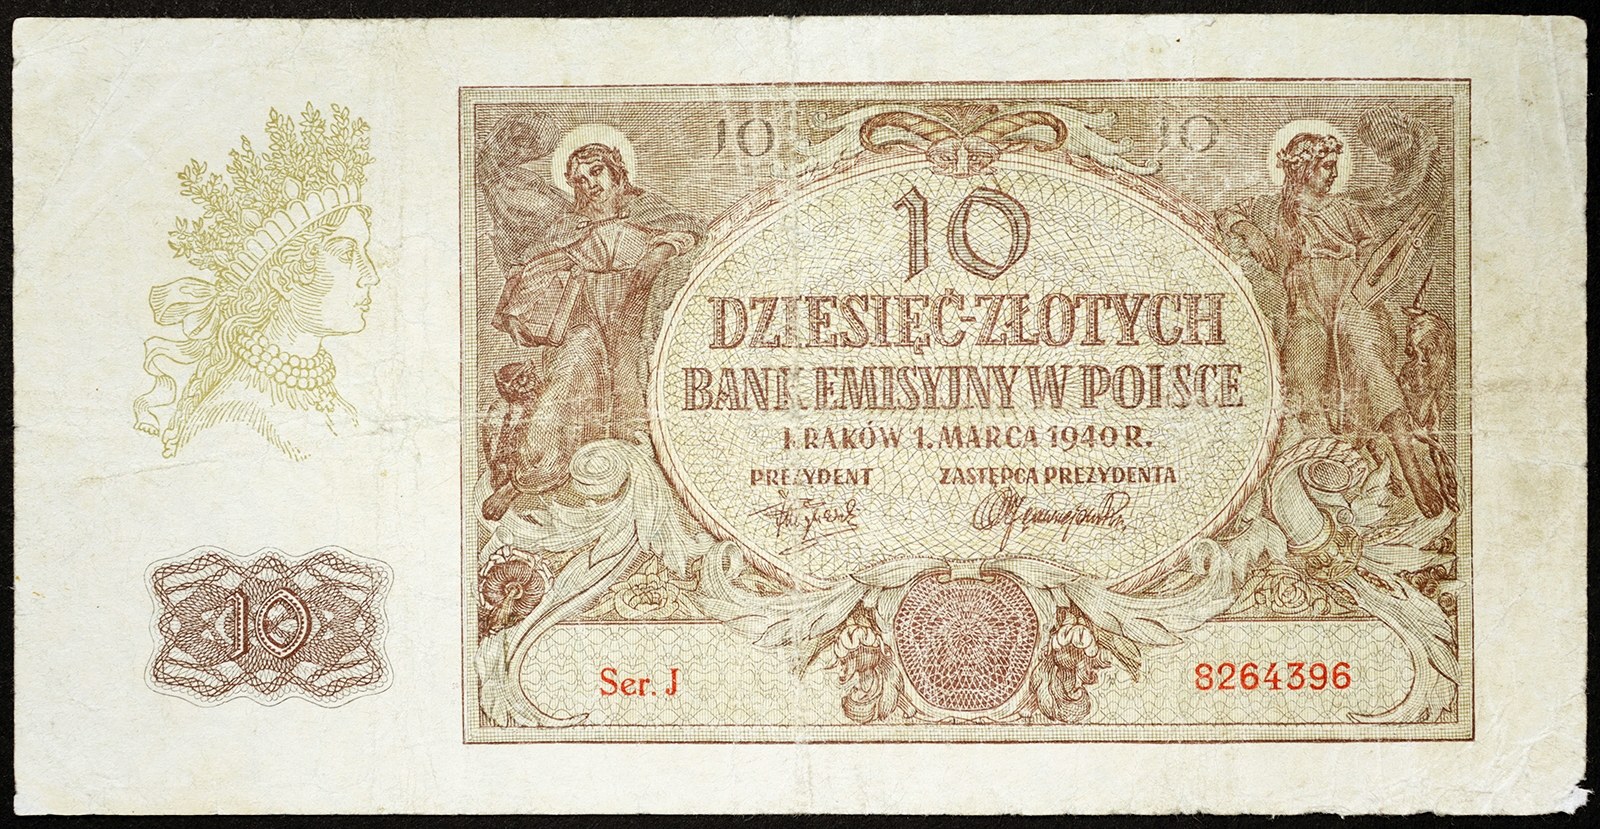 10 10
10
DZIESIĘĆ-ZŁOTYCH
BANK EMISYJNY W POLSCE
KRAKÓW 1. MARCA 1940 R.
PREZYDENT ZASTĘPCA PREZYDENTA
10
Ser. J 8264396